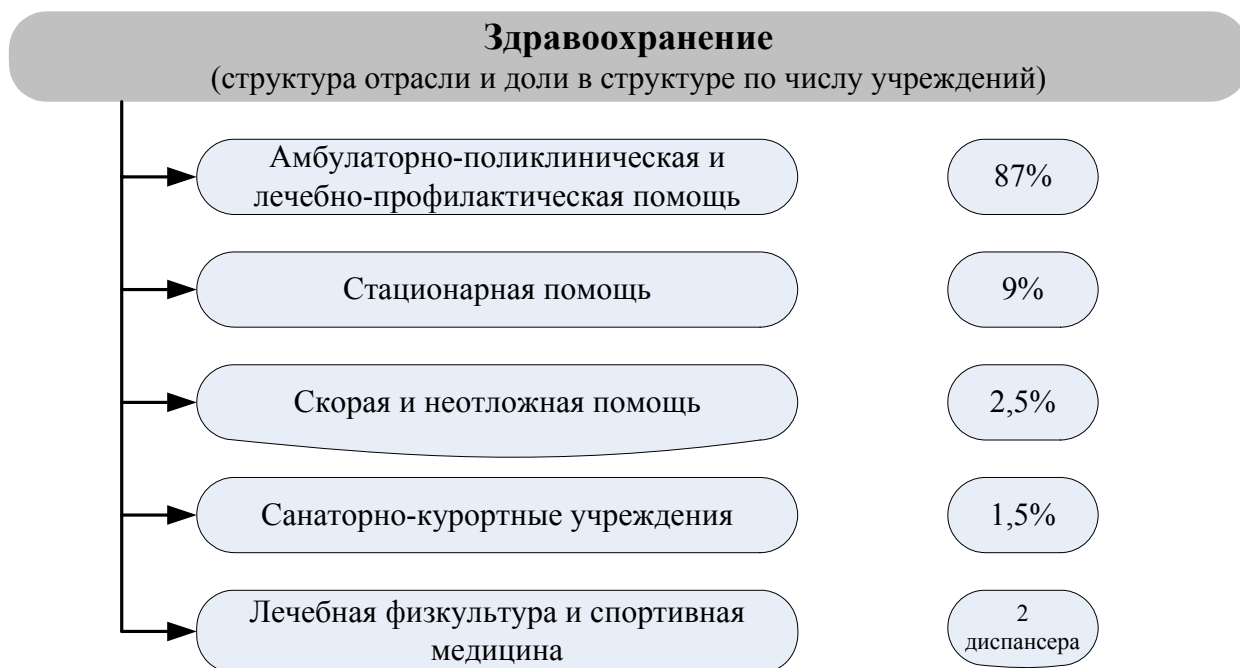 Здравоохранение
(структура отрасли и доли в структуре по числу учреждений)
Амбулаторно-поликлиническая и
лечебно-профилактическая помощь
87%
Стационарная помощь
9%
Скорая и неотложная помощь
2,5%
Санаторно-курортные учреждения
1,5%
Лечебная физкультура и спортивная
медицина
2
диспансера